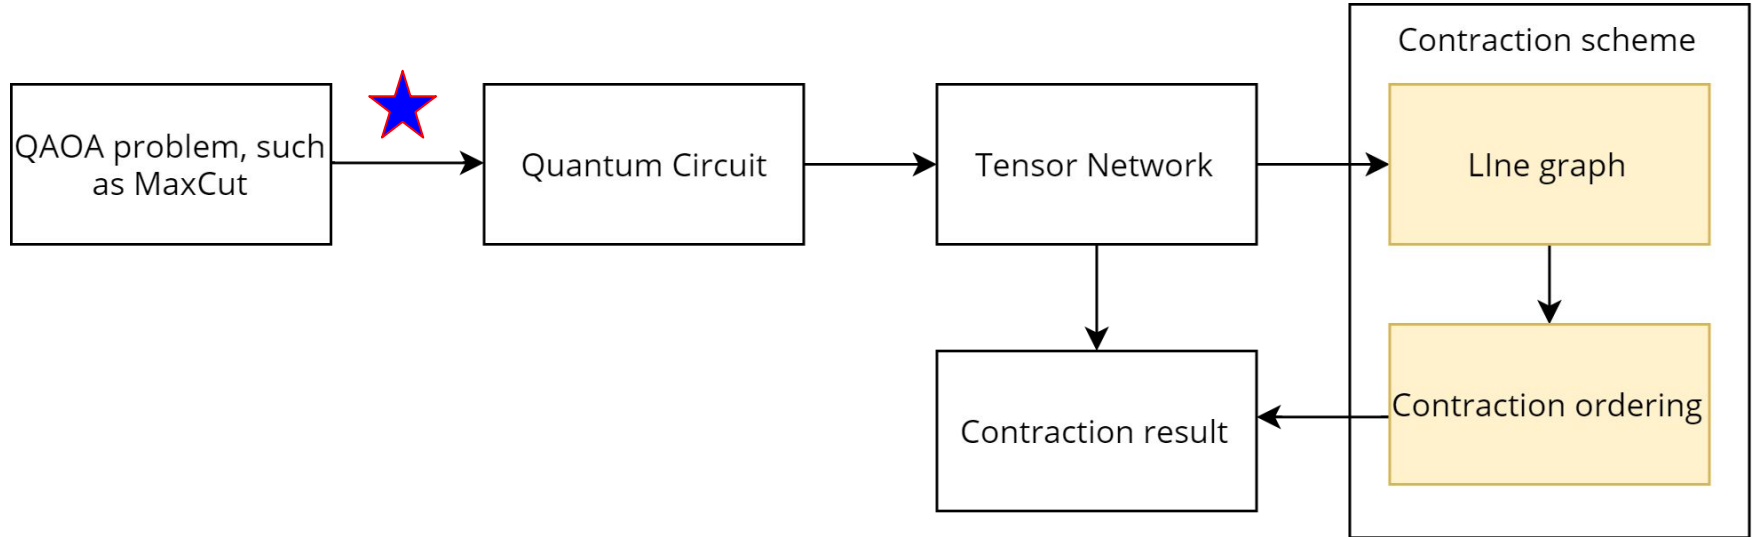 Contraction scheme
QAOA problem, such
as MaxCut
Quantum Circuit
Tensor Network
LIne graph
Contraction ordering
Contraction result